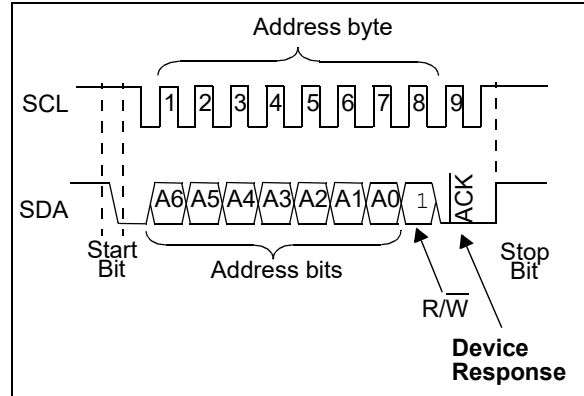 Address byte
SCL 1 2 3 4 5 6 7 8 9
SDA A6 A5 A4 A3 A2 A1 A0 1 ACK
Start
Bit
Address bits
Stop
Bit
R/W̅
Device
Response